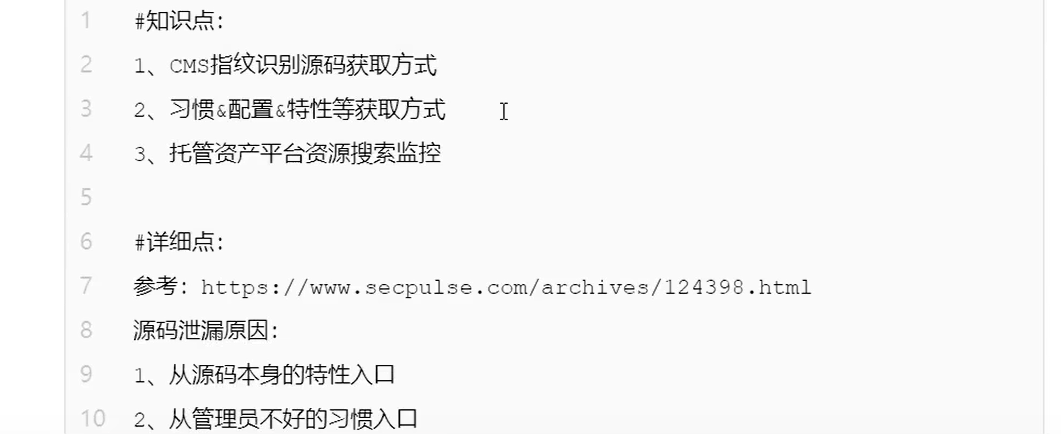 1 #知识点:
2 1、CMS指纹识别源码获取方式
3 2、习惯&配置&特性等获取方式
4 3、托管资产平台资源搜索监控
5
6 #详细点:
7 参考: https://www.secpulse.com/archives/124398.html
8 源码泄漏原因:
9 1、从源码本身的特性入口
10 2、从管理员不好的习惯入口